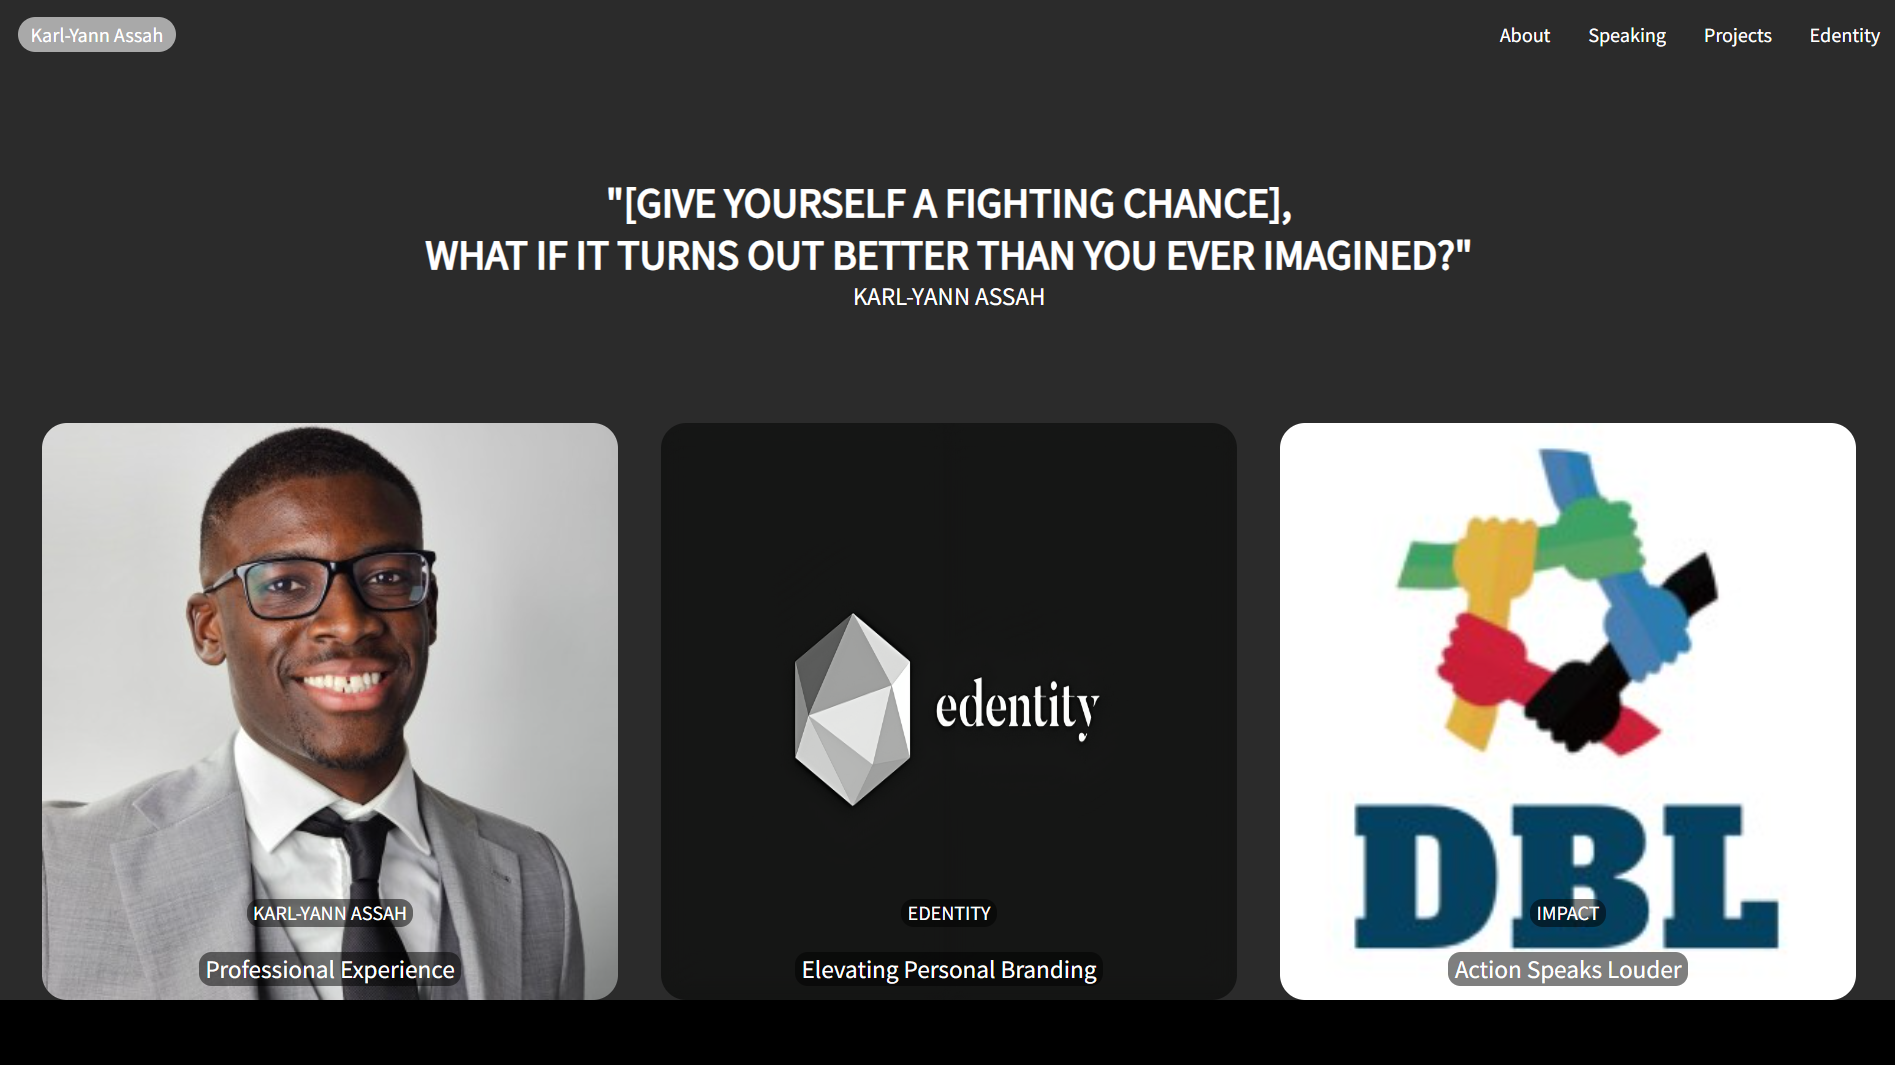 Karl-Yann Assah
About Speaking Projects Edentity
"[GIVE YOURSELF A FIGHTING CHANCE],
WHAT IF IT TURNS OUT BETTER THAN YOU EVER IMAGINED?"
KARL-YANN ASSAH
KARL-YANN ASSAH
Professional Experience
edentity
EDENTITY
Elevating Personal Branding
DBL
IMPACT
Action Speaks Louder